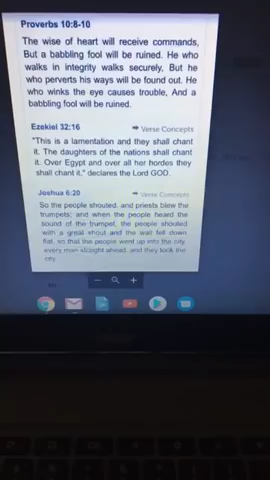 Proverbs 10:8-10
The wise of heart will receive commands,
But a babbling fool will be ruined. He who
walks in integrity walks securely, But he
who perverts his ways will be found out. He
who winks the eye causes trouble, And a
babbling fool will be ruined.
Ezekiel 32:16 ➡ Verse Concepts
"This is a lamentation and they shall chant
it. The daughters of the nations shall chant
it. Over Egypt and over all her hordes they
shall chant it," declares the Lord GOD.
Joshua 6:20 ➡ Verse Concepts
So the people shouted, and priests blew the
trumpets; and when the people heard the
sound of the trumpet, the people shouted
with a great shout and the wall fell down
flat, so that the people went up into the city,
every man straight ahead, and they took the
city.